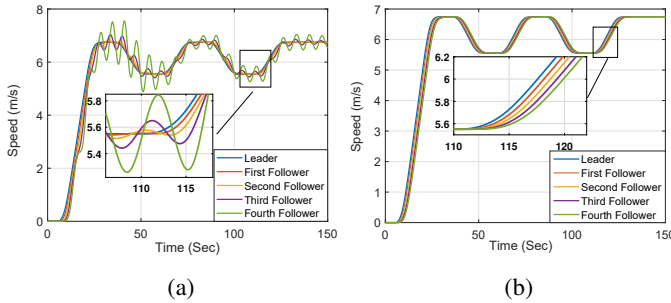 8
6
4
2
0
Speed (m/s)
5.8
5.6
5.4
110
115
Leader
First Follower
Second Follower
Third Follower
Fourth Follower
0
50
100
150
Time (Sec)
(a)
7
6
5
4
3
2
1
0
Speed (m/s)
6.2
6
5.8
5.6
110
115
120
Leader
First Follower
Second Follower
Third Follower
Fourth Follower
0
50
100
150
Time (Sec)
(b)